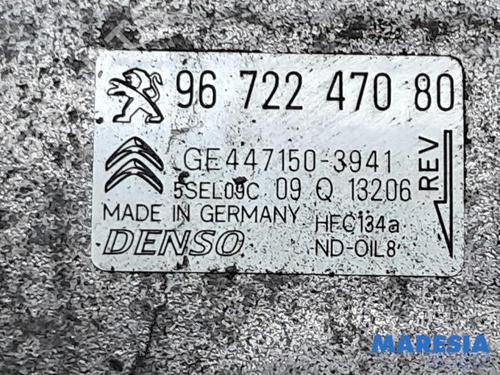 96 722 470 80
GE447150-3941
5SEL09C 09 Q 13206
REV
MADE IN GERMANY HFC134a
DENSO ND-OIL8
MARESIA